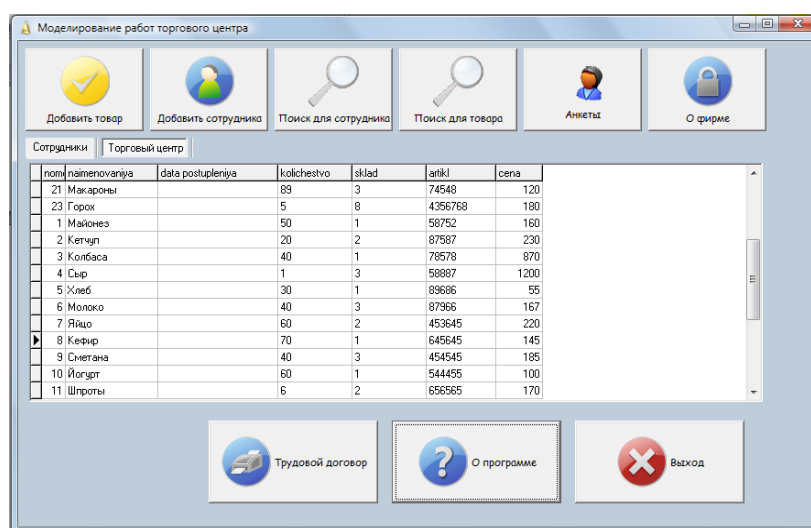 Моделирование работ торгового центра
Добавить товар Добавить сотрудника Поиск для сотрудника Поиск для товара Анкеты О фирме
Сотрудники Торговый центр
nome naimenovaniya data postupleniya kolichestvo sklad artikl cena
21 Макароны 89 3 74548 120
23 Горох 5 8 4356768 180
1 Майонез 50 1 58752 160
2 Кетчуп 20 2 87587 230
3 Колбаса 40 1 78578 870
4 Сыр 1 3 58887 1200
5 Хлеб 30 1 89686 55
6 Молоко 40 3 87966 167
7 Яйцо 60 2 453645 220
8 Кефир 70 1 645645 145
9 Сметана 40 3 454545 185
10 Йогурт 60 1 544455 100
11 Шпроты 6 2 656565 170
Трудовой договор О программе Выход